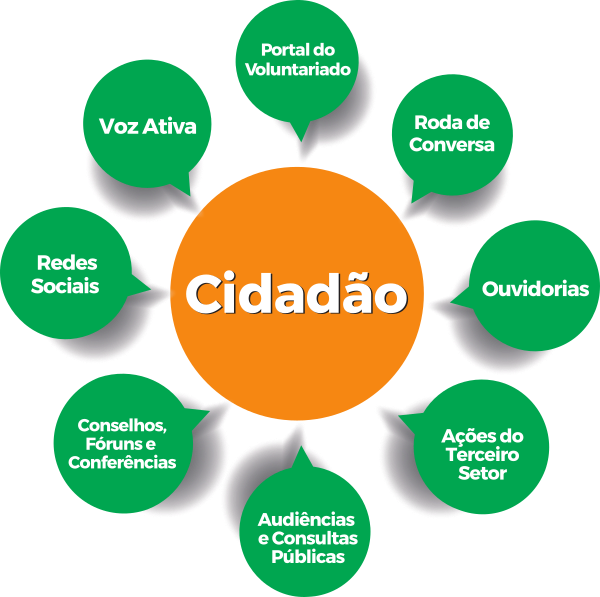 Portal do
Voluntariado
Roda de
Conversa
Ouvidorias
Ações do
Terceiro
Setor
Audiências
e Consultas
Públicas
Conselhos,
Fóruns e
Conferências
Redes
Sociais
Voz Ativa
Cidadão